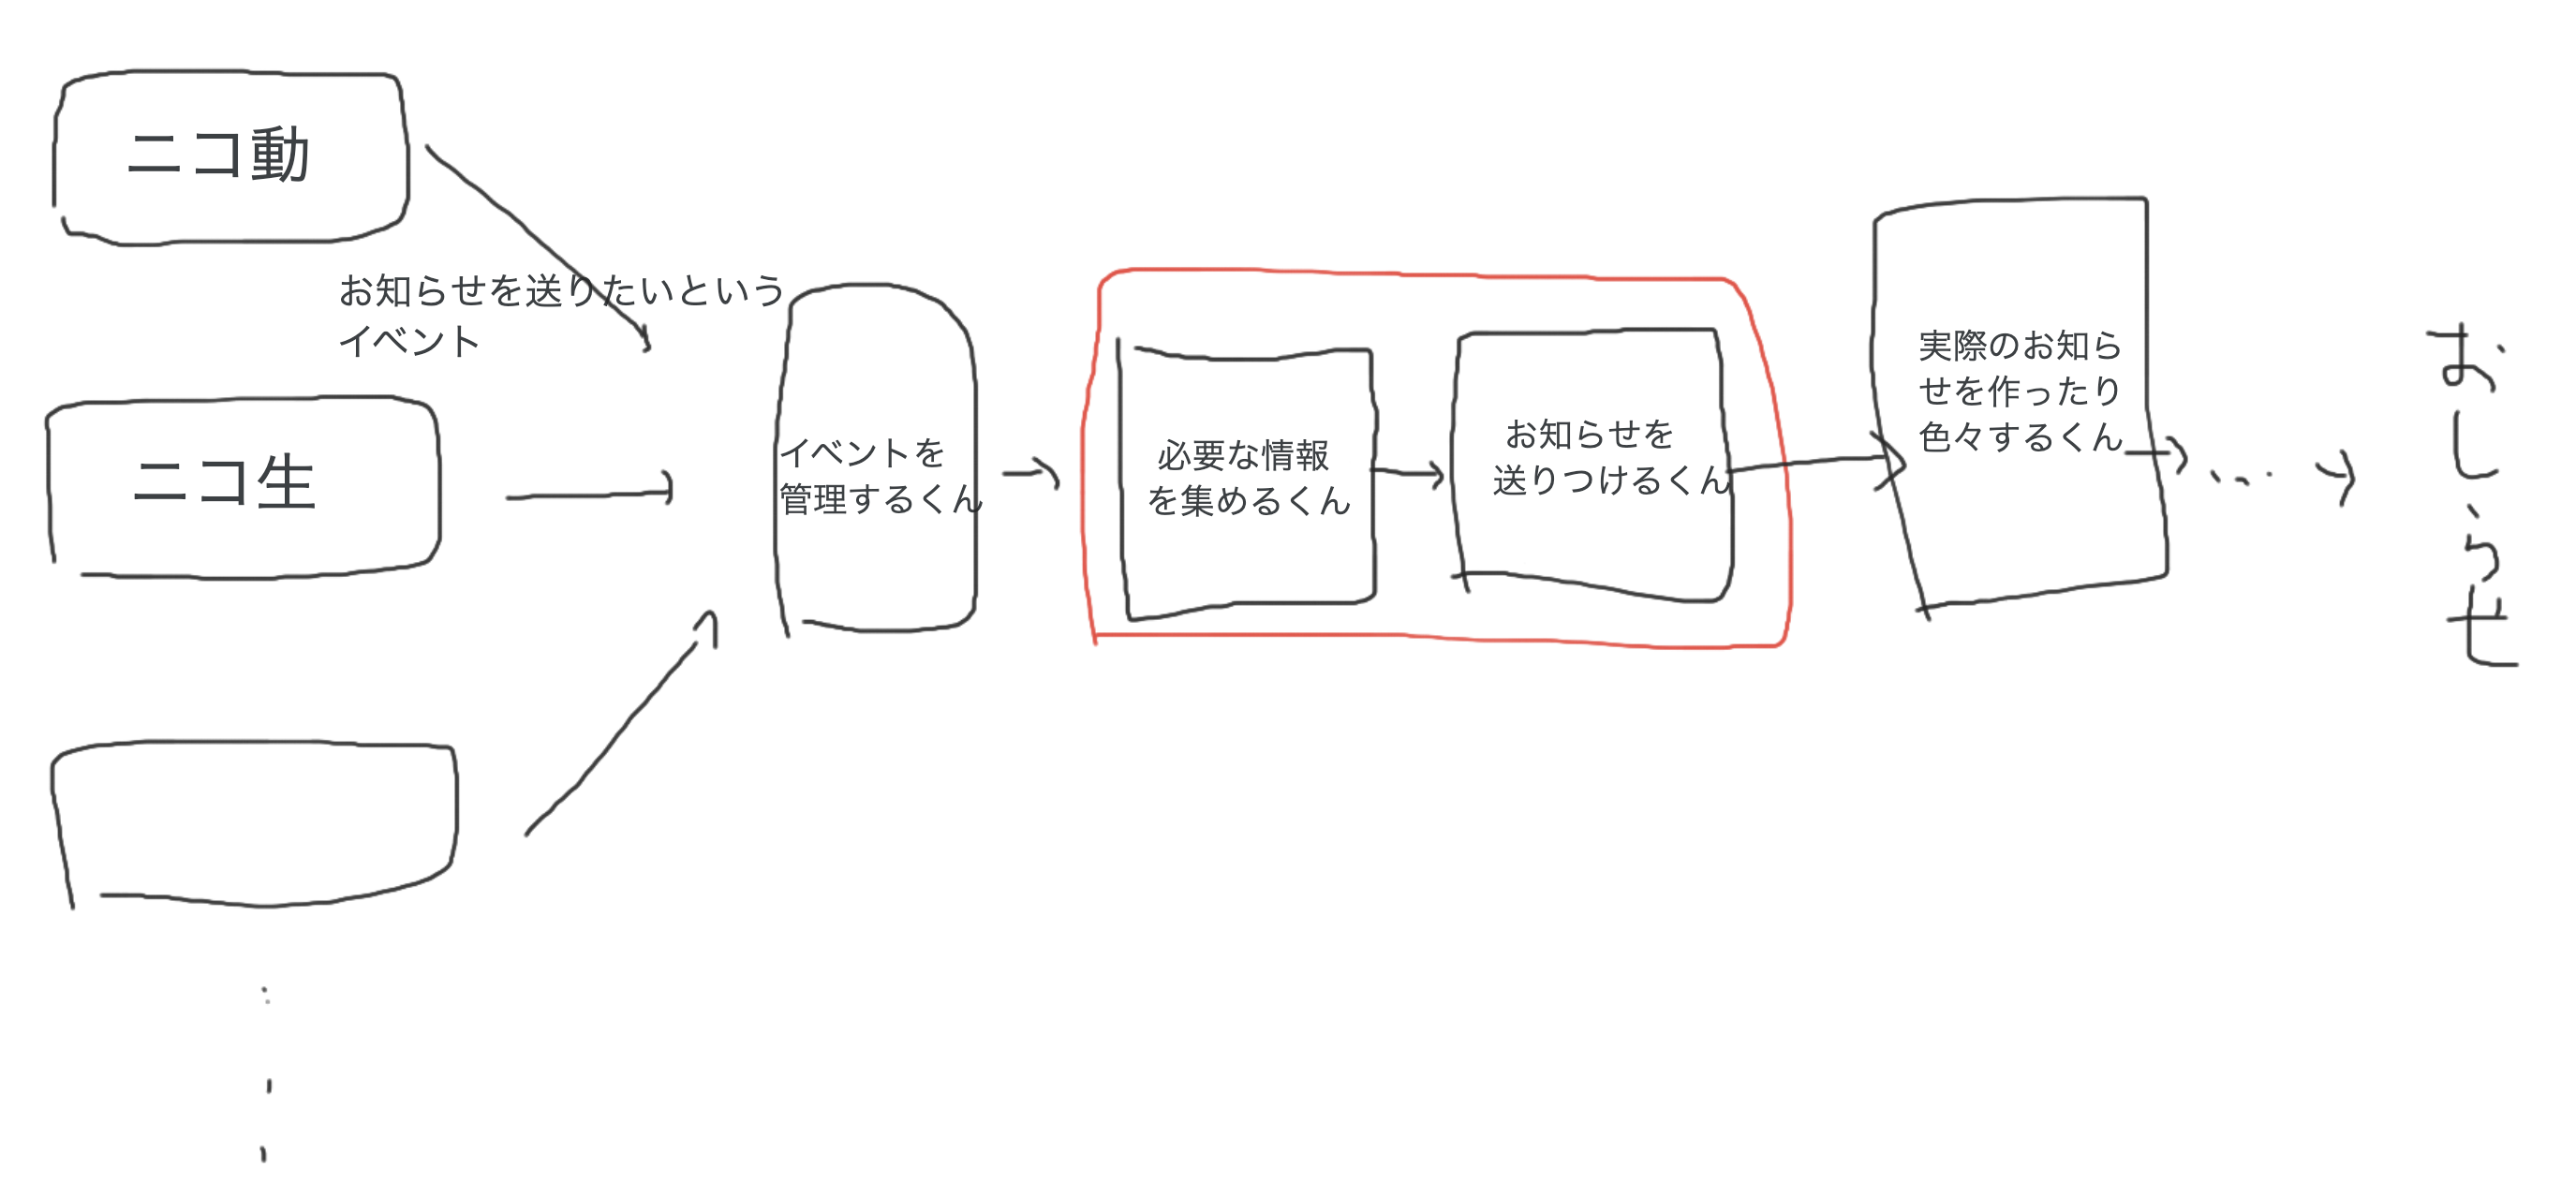 ニコ動
お知らせを送りたいという
イベント
ニコ生
イベントを
管理するくん
必要な情報
を集めるくん
お知らせを
送りつけるくん
実際のお知ら
せを作ったり
色々するくん
おしらせ